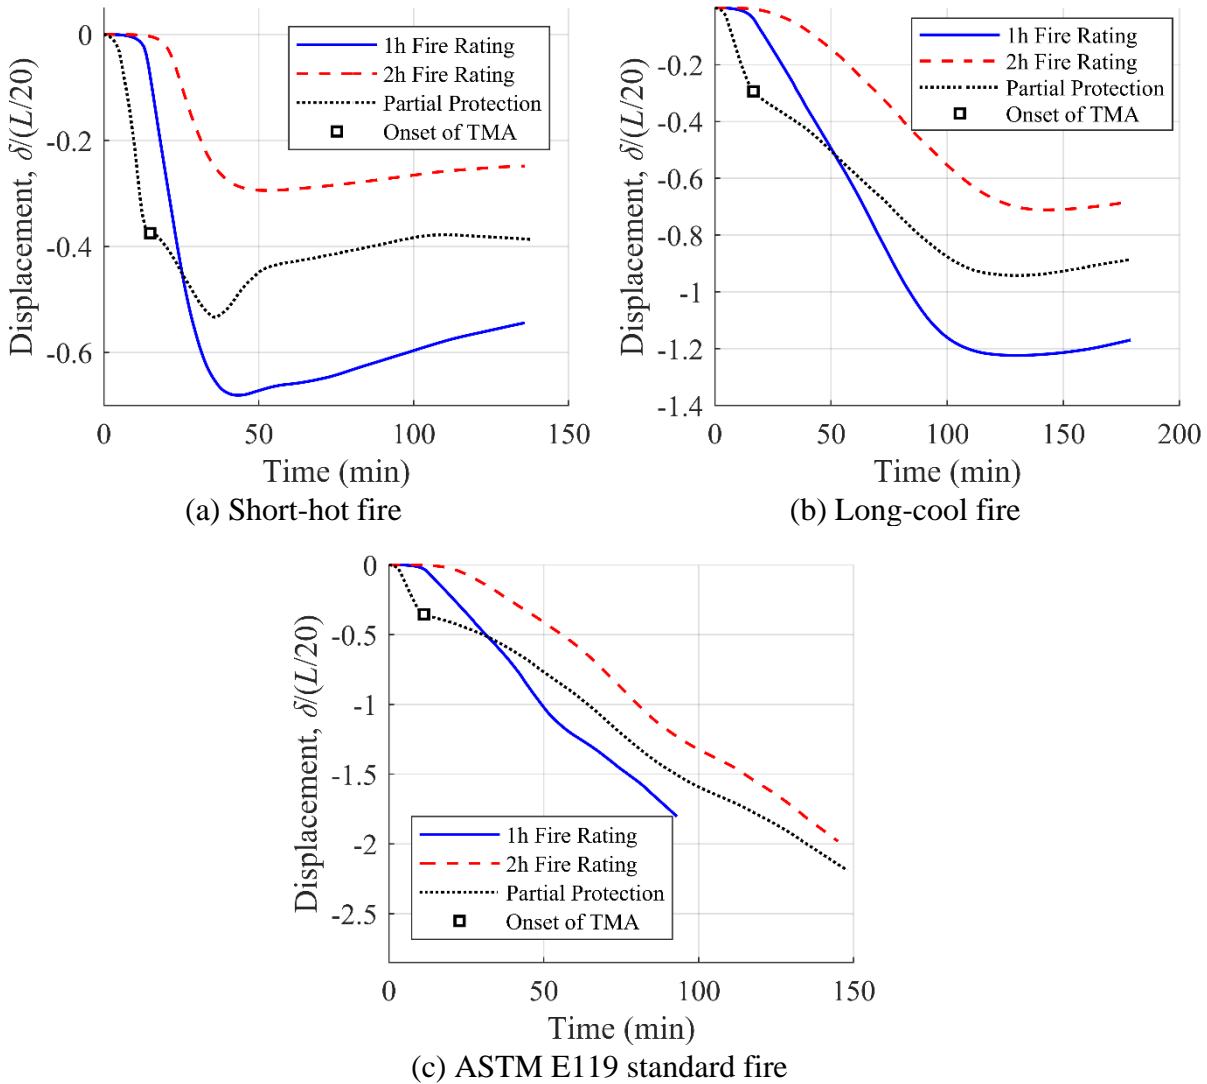 0
-0.2
-0.4
-0.6
Displacement, δ/(L/20)
1h Fire Rating
2h Fire Rating
Partial Protection
Onset of TMA
0 50 100 150
Time (min)
(a) Short-hot fire
-0.2
-0.4
-0.6
-0.8
-1
-1.2
-1.4
Displacement, δ/(L/20)
1h Fire Rating
2h Fire Rating
Partial Protection
Onset of TMA
0 50 100 150 200
Time (min)
(b) Long-cool fire
0
-0.5
-1
-1.5
-2
-2.5
Displacement, δ/(L/20)
1h Fire Rating
2h Fire Rating
Partial Protection
Onset of TMA
0 50 100 150
Time (min)
(c) ASTM E119 standard fire